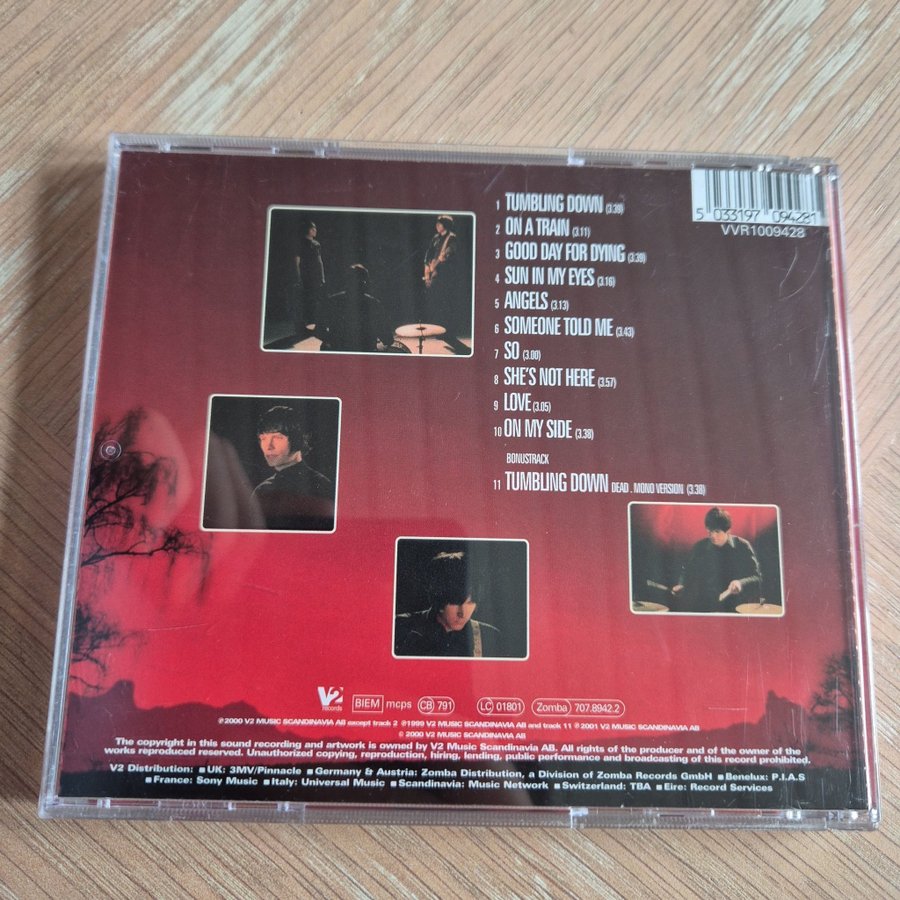 1 TUMBLING DOWN (3.39)
2 ON A TRAIN (3.11)
3 GOOD DAY FOR DYING (3.39)
4 SUN IN MY EYES (3.16)
5 ANGELS (3.13)
6 SOMEONE TOLD ME (3.43)
7 SO (3.00)
8 SHE'S NOT HERE (3.57)
9 LOVE (3.05)
10 ON MY SIDE (3.38)
BONUSTRACK
11 TUMBLING DOWN DEAD . MONO VERSION (3.38)
5 033197 094281
VVR1009428
V2 records BIEM mcps CB 791 LC 01801 Zomba 707.8942.2
℗2000 V2 MUSIC SCANDINAVIA AB except track 2 ℗1999 V2 MUSIC SCANDINAVIA AB and track 11 ℗2001 V2 MUSIC SCANDINAVIA AB
© 2000 V2 MUSIC SCANDINAVIA AB
The copyright in this sound recording and artwork is owned by V2 Music Scandinavia AB. All rights of the producer and of the owner of the
works reproduced reserved. Unauthorized copying, reproduction, hiring, lending, public performance and broadcasting of this record prohibited.
V2 Distribution: ■ UK: 3MV/Pinnacle ■ Germany & Austria: Zomba Distribution, a Division of Zomba Records GmbH ■ Benelux: P.I.A.S
■ France: Sony Music ■ Italy: Universal Music ■ Scandinavia: Music Network ■ Switzerland: TBA ■ Eire: Record Services